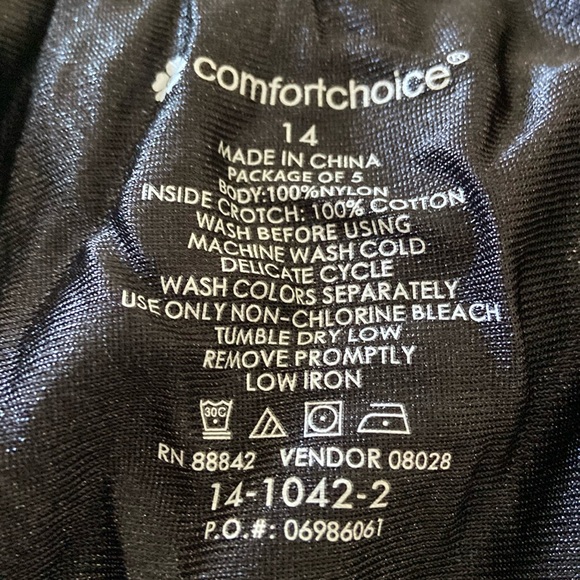 comfortchoice®
14
MADE IN CHINA
PACKAGE OF 5
BODY:100%NYLON
INSIDE CROTCH: 100% COTTON
WASH BEFORE USING
MACHINE WASH COLD
DELICATE CYCLE
WASH COLORS SEPARATELY
USE ONLY NON-CHLORINE BLEACH
TUMBLE DRY LOW
REMOVE PROMPTLY
LOW IRON
30C
RN 88842 VENDOR 08028
14-1042-2
P.O.#: 06986061